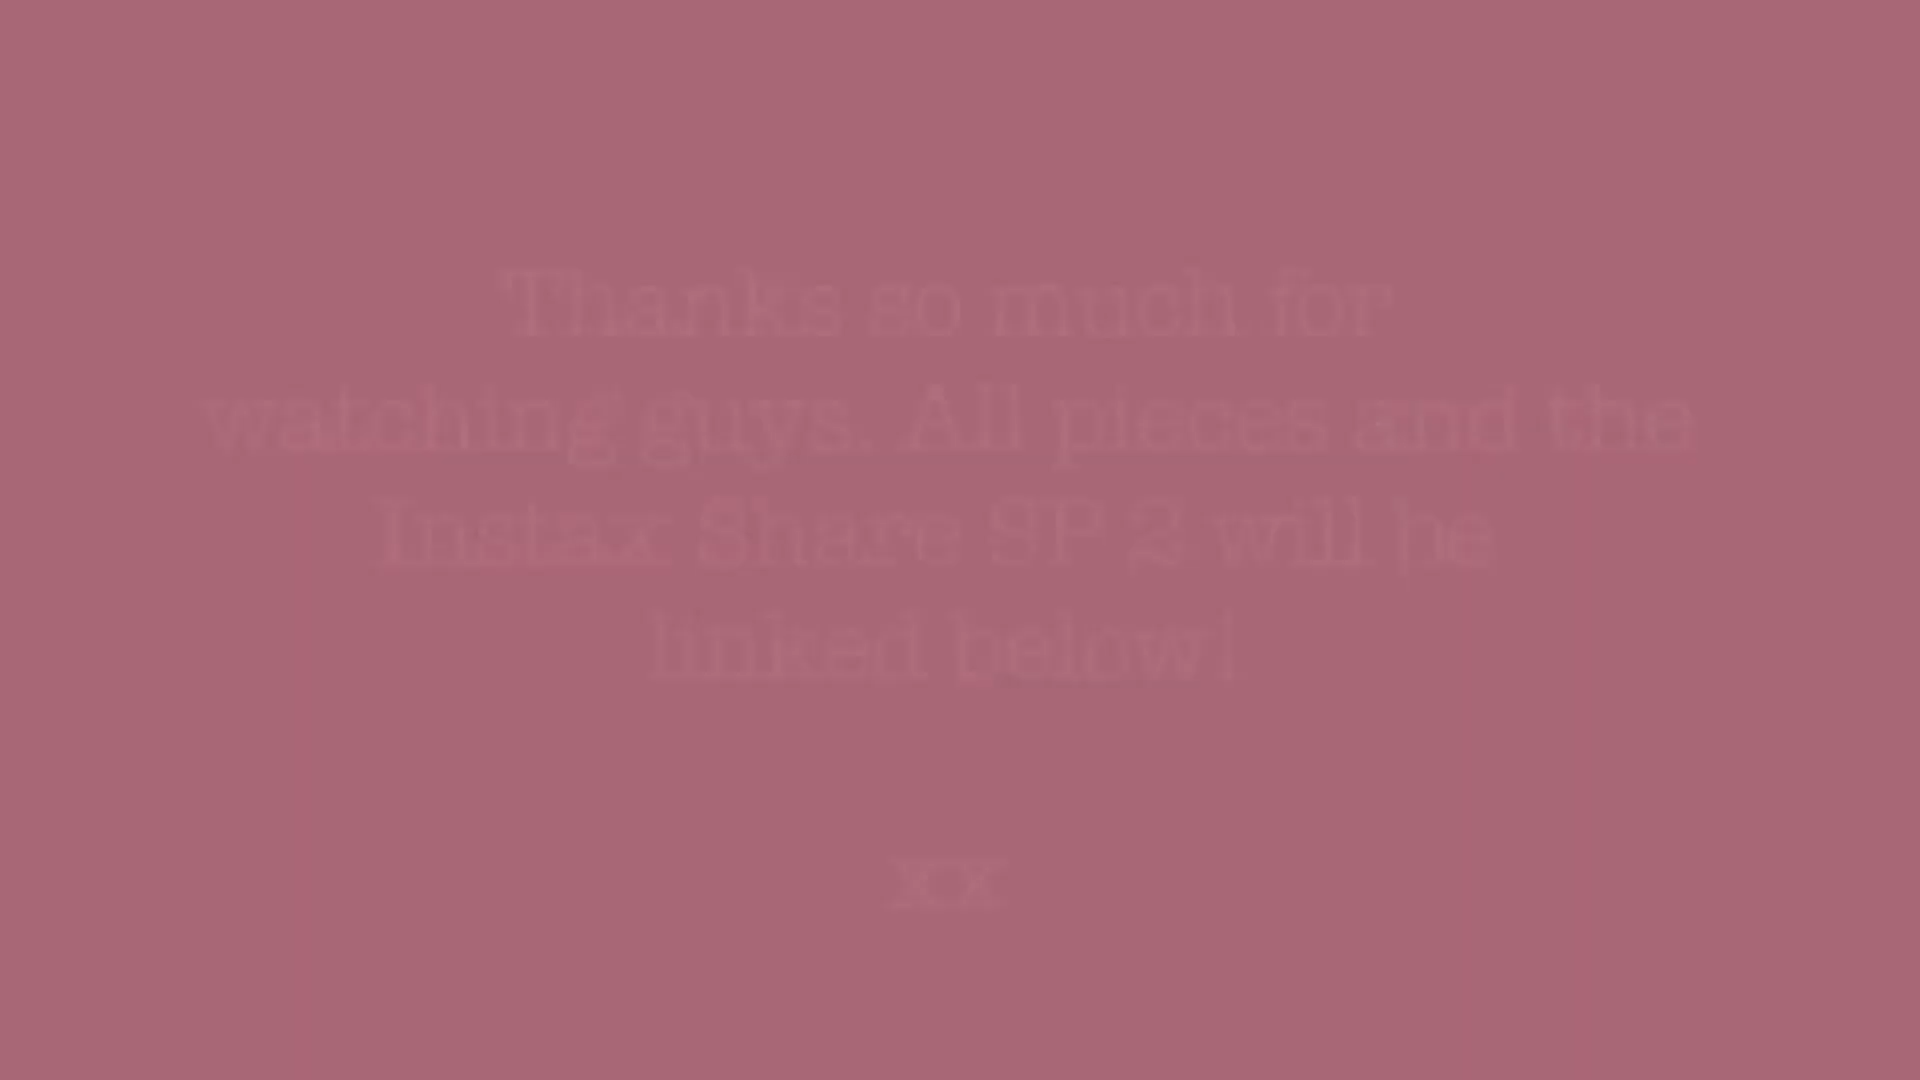 Thanks so much for
watching guys. All pieces and the
Instax Share SP 2 will be
linked below!
xx